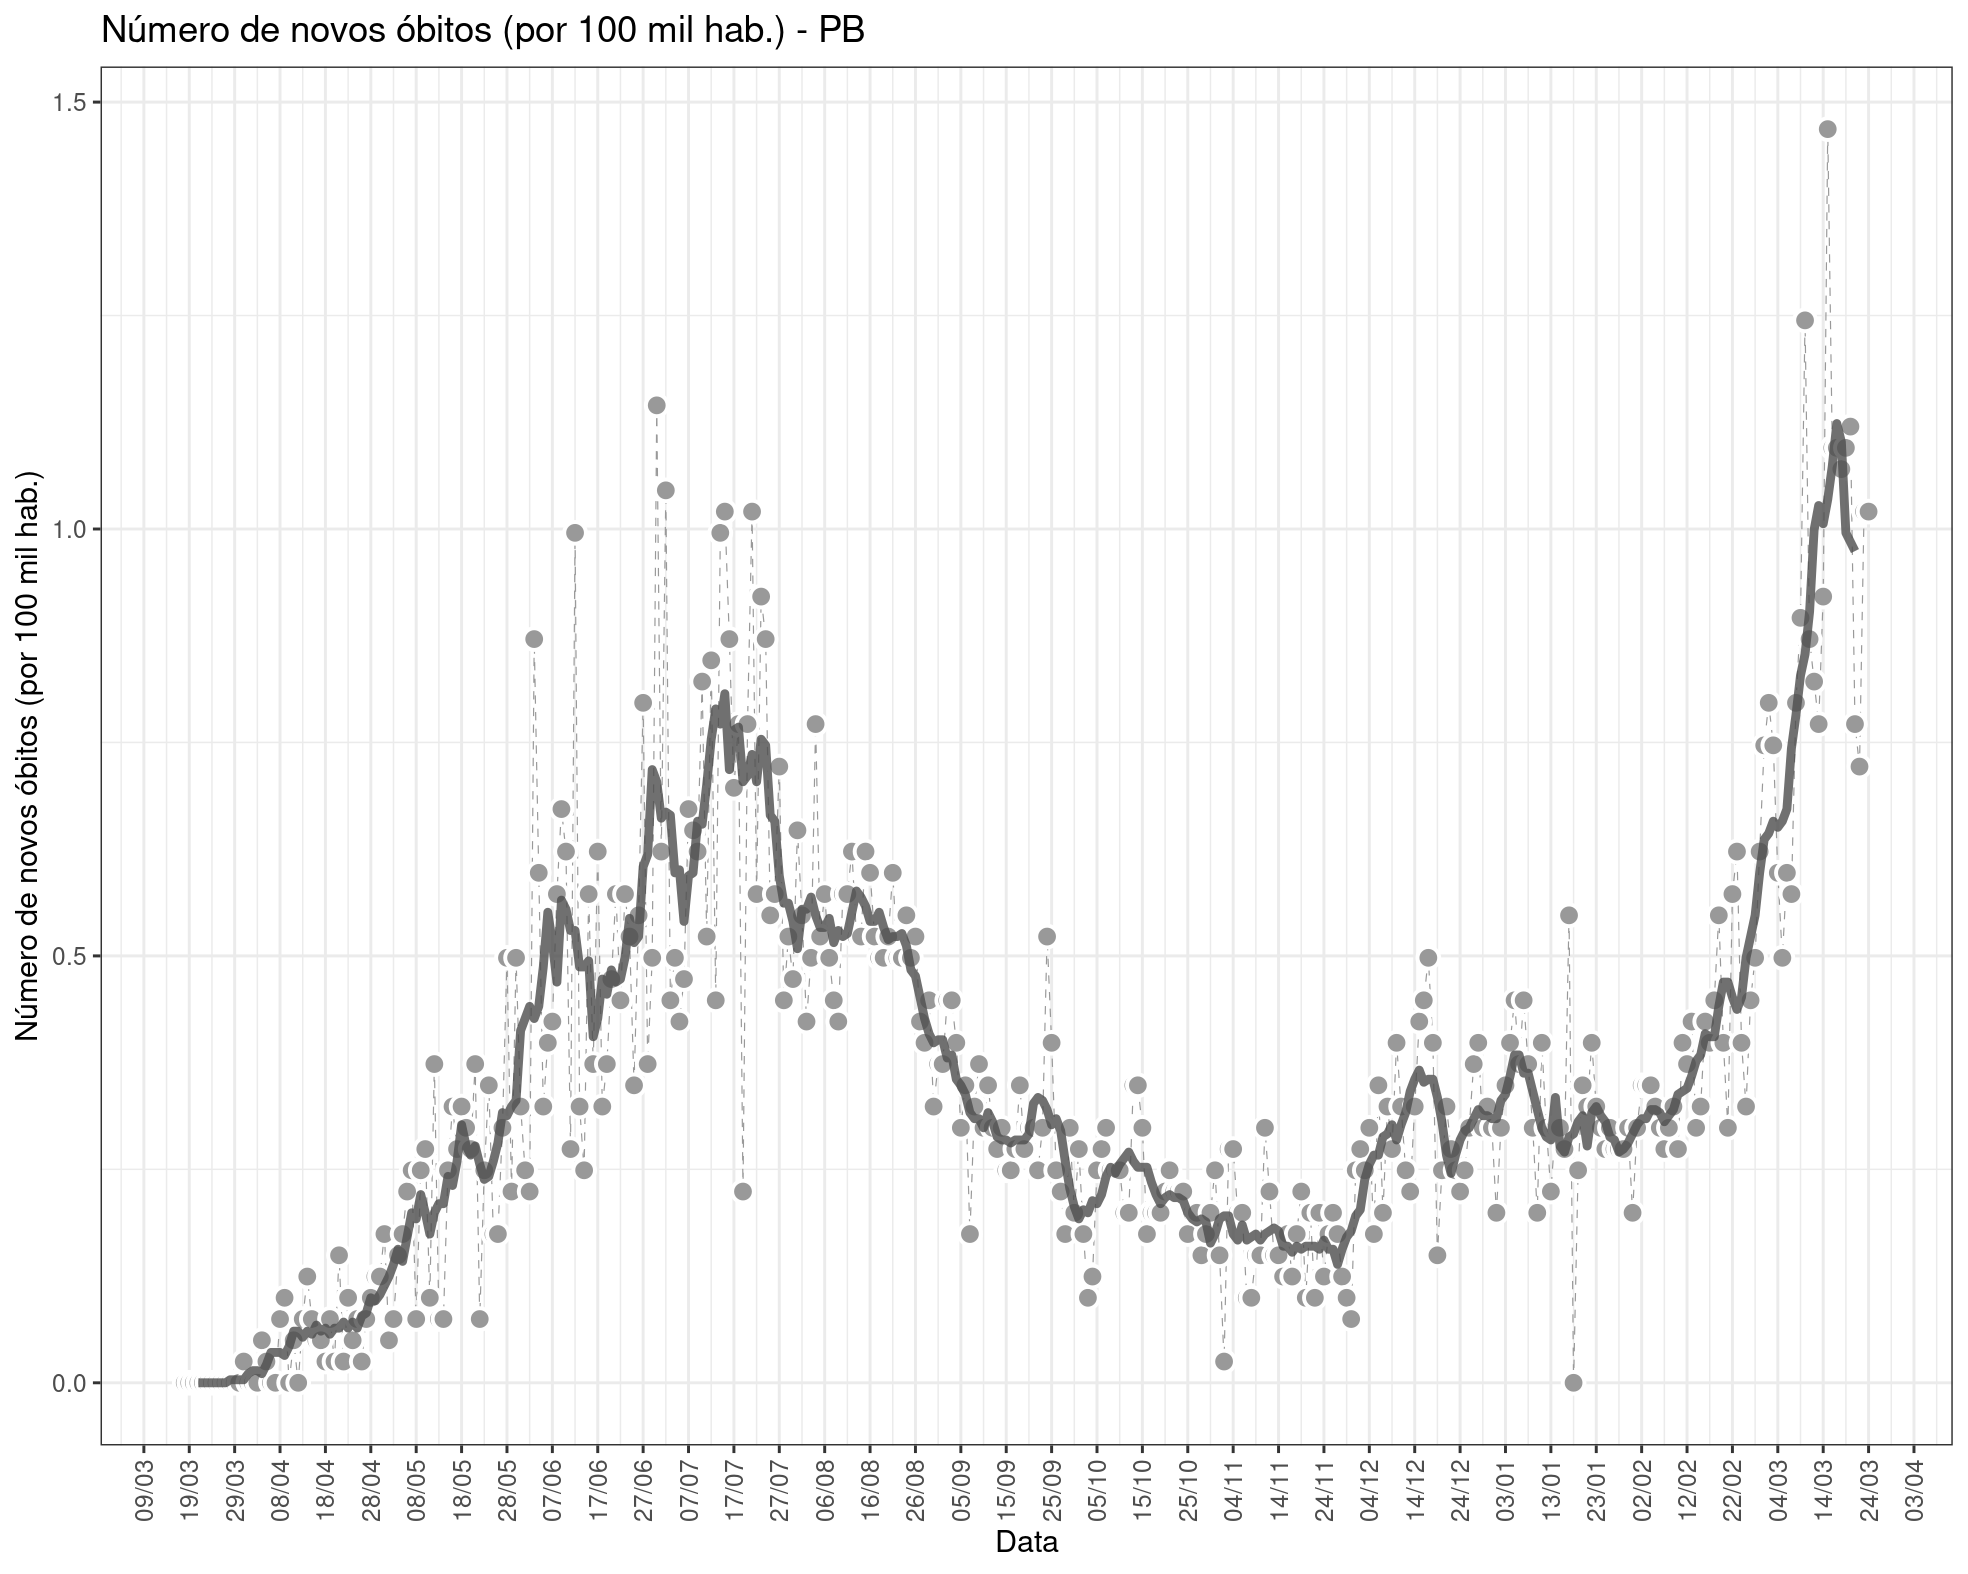 Número de novos óbitos (por 100 mil hab.) - PB
Número de novos óbitos (por 100 mil hab.)
1.5
1.0
0.5
0.0
09/03 19/03 29/03 08/04 18/04 28/04 08/05 18/05 28/05 07/06 17/06 27/06 07/07 17/07 27/07 06/08 16/08 26/08 05/09 15/09 25/09 05/10 15/10 25/10 04/11 14/11 24/11 04/12 14/12 24/12 03/01 13/01 23/01 02/02 12/02 22/02 04/03 14/03 24/03 03/04
Data